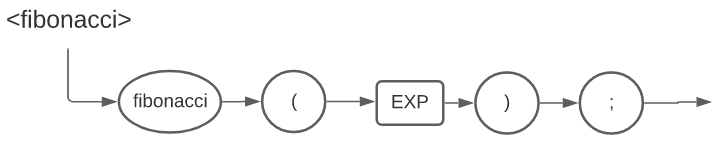 <fibonacci>
fibonacci ( EXP ) ;